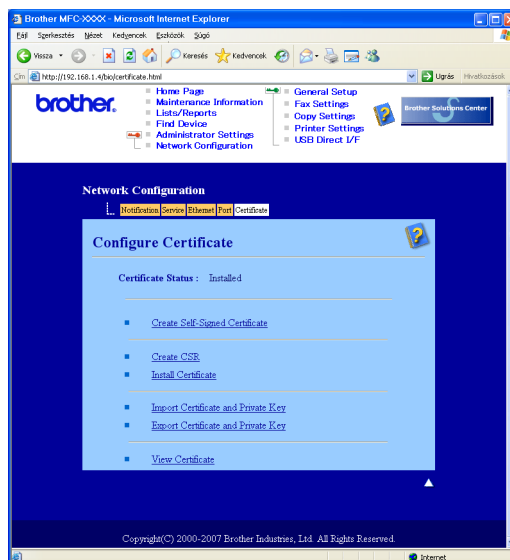 Brother MFC-XXXX - Microsoft Internet Explorer
Fájl Szerkesztés Nézet Kedvencek Eszközök Súgó
Vissza Keresés Kedvencek
Cím http://192.168.1.4/bio/certificate.html Ugrás Hivatkozások
brother.
Home Page
Maintenance Information
Lists/Reports
Find Device
Administrator Settings
Network Configuration
General Setup
Fax Settings
Copy Settings
Printer Settings
USB Direct I/F
Brother Solutions Center
Network Configuration
Notification Service Ethernet Port Certificate
Configure Certificate
Certificate Status : Installed
Create Self-Signed Certificate
Create CSR
Install Certificate
Import Certificate and Private Key
Export Certificate and Private Key
View Certificate
Copyright(C) 2000-2007 Brother Industries, Ltd. All Rights Reserved.
Internet